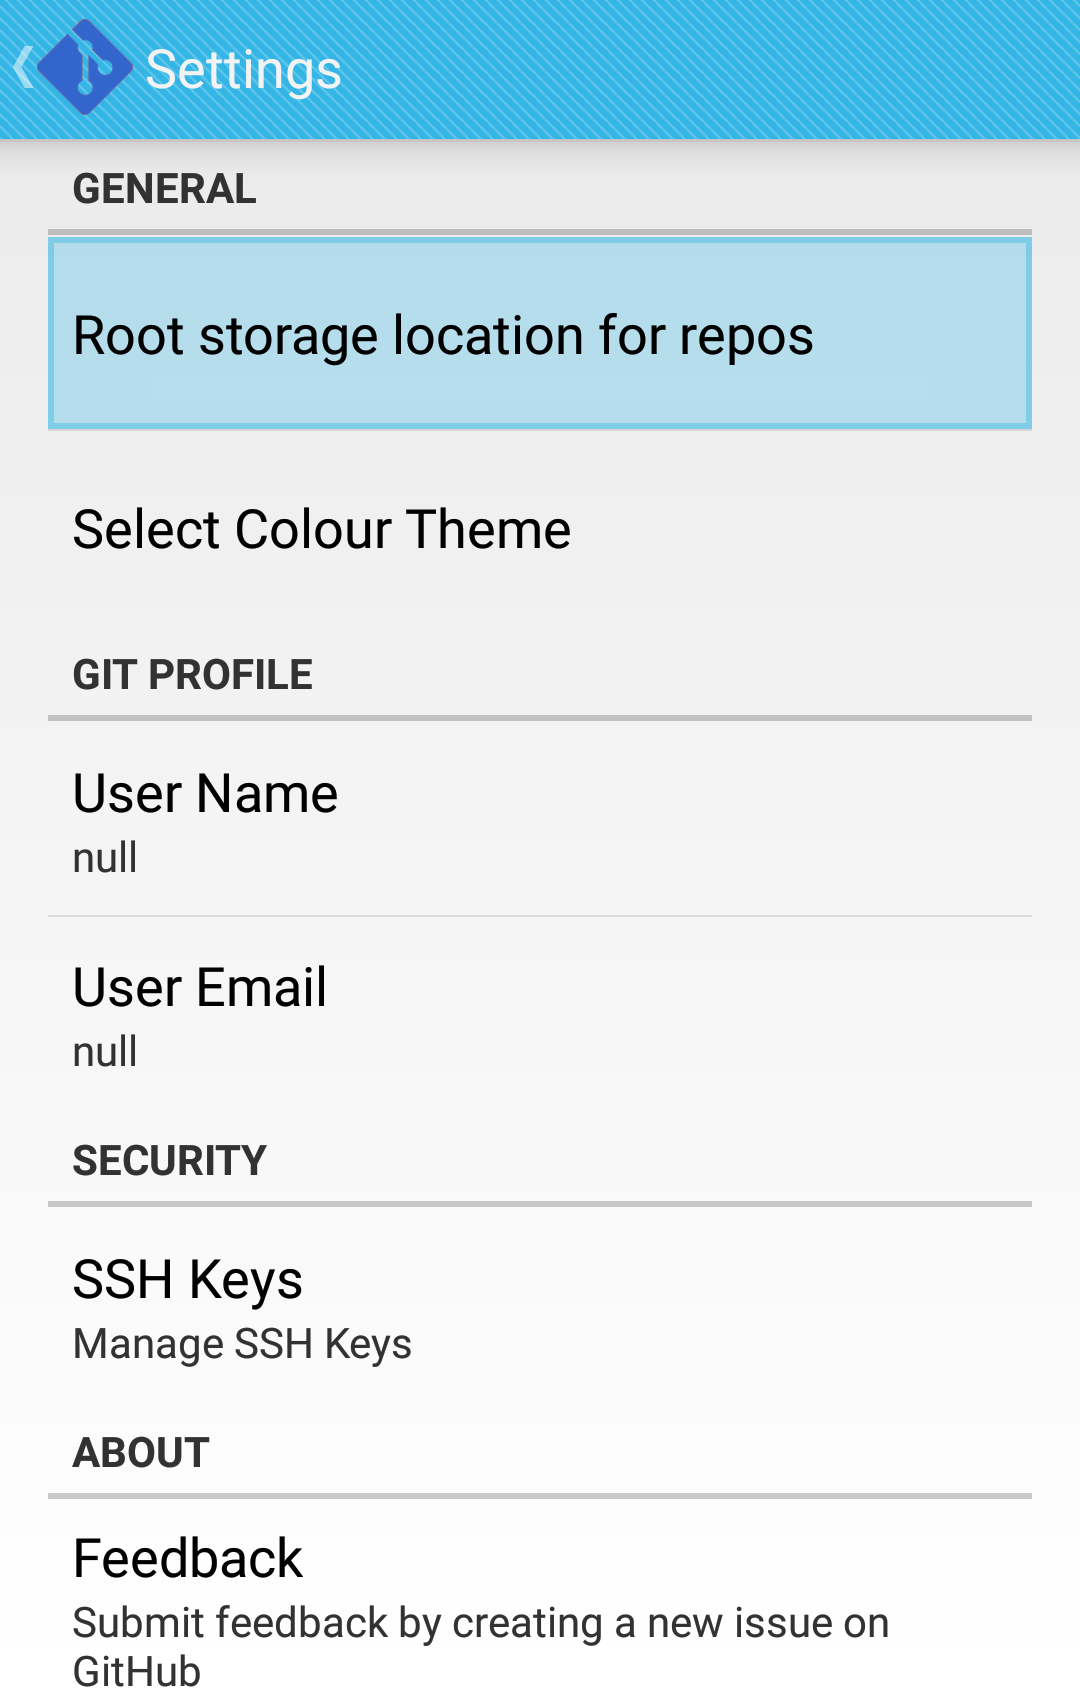 Settings
GENERAL
Root storage location for repos
Select Colour Theme
GIT PROFILE
User Name
null
User Email
null
SECURITY
SSH Keys
Manage SSH Keys
ABOUT
Feedback
Submit feedback by creating a new issue on
GitHub